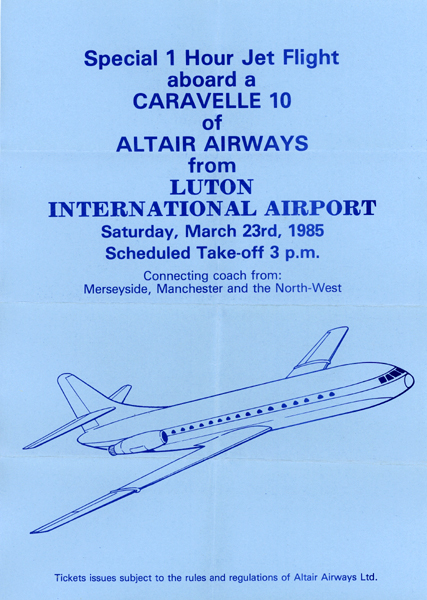 Special 1 Hour Jet Flight
aboard a
CARAVELLE 10
of
ALTAIR AIRWAYS
from
LUTON
INTERNATIONAL AIRPORT
Saturday, March 23rd, 1985
Scheduled Take-off 3 p.m.
Connecting coach from:
Merseyside, Manchester and the North-West
Tickets issues subject to the rules and regulations of Altair Airways Ltd.